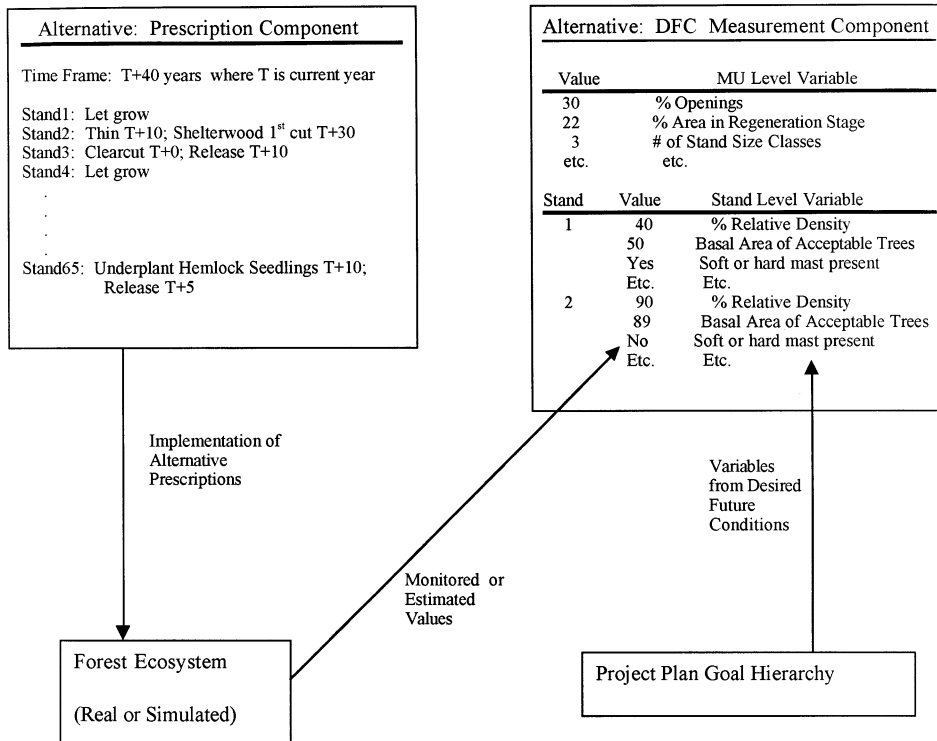 Alternative: Prescription Component
Time Frame: T+40 years where T is current year
Stand1: Let grow
Stand2: Thin T+10; Shelterwood 1st cut T+30
Stand3: Clearcut T+0; Release T+10
Stand4: Let grow
.
.
.
.
Stand65: Underplant Hemlock Seedlings T+10;
Release T+5
Alternative: DFC Measurement Component
Value MU Level Variable
30 % Openings
22 % Area in Regeneration Stage
3 # of Stand Size Classes
etc. etc.
Stand Value Stand Level Variable
1 40 % Relative Density
50 Basal Area of Acceptable Trees
Yes Soft or hard mast present
Etc. Etc.
2 90 % Relative Density
89 Basal Area of Acceptable Trees
No Soft or hard mast present
Etc. Etc.
Implementation of
Alternative
Prescriptions
Variables
from Desired
Future
Conditions
Monitored or
Estimated
Values
Forest Ecosystem
(Real or Simulated)
Project Plan Goal Hierarchy